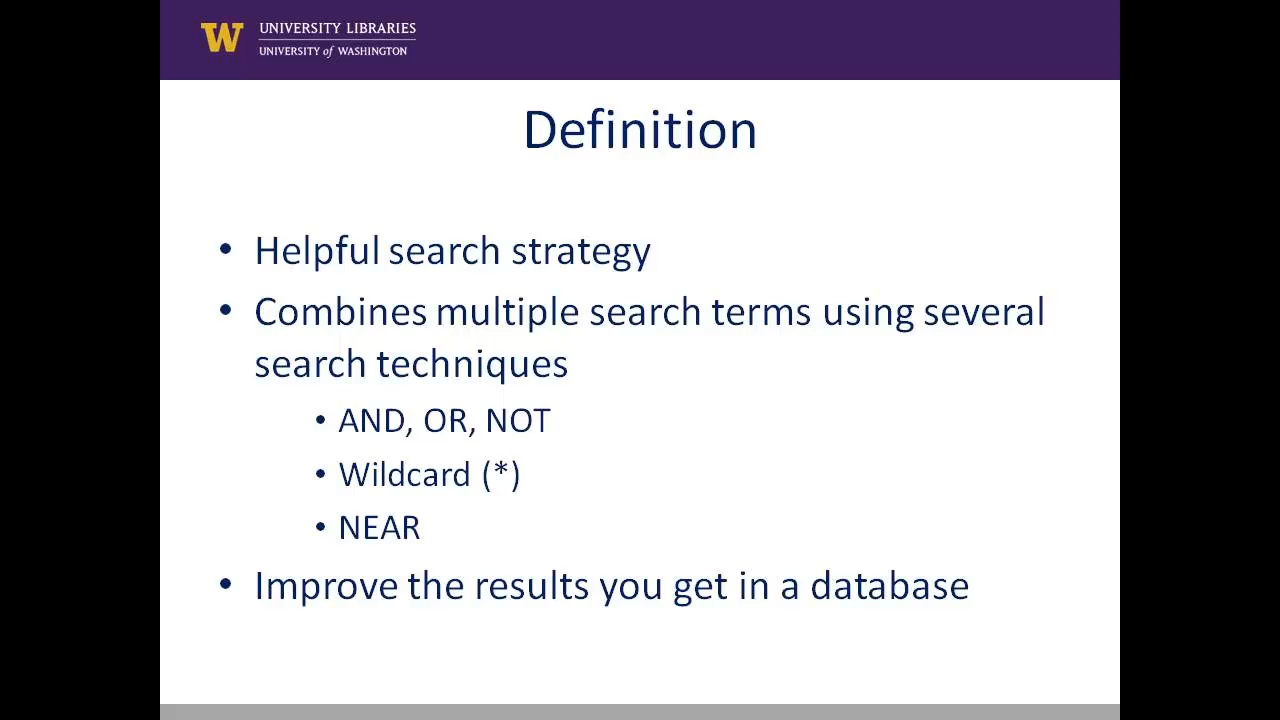 W UNIVERSITY LIBRARIES
UNIVERSITY of WASHINGTON
Definition
• Helpful search strategy
• Combines multiple search terms using several
search techniques
• AND, OR, NOT
• Wildcard (*)
• NEAR
• Improve the results you get in a database